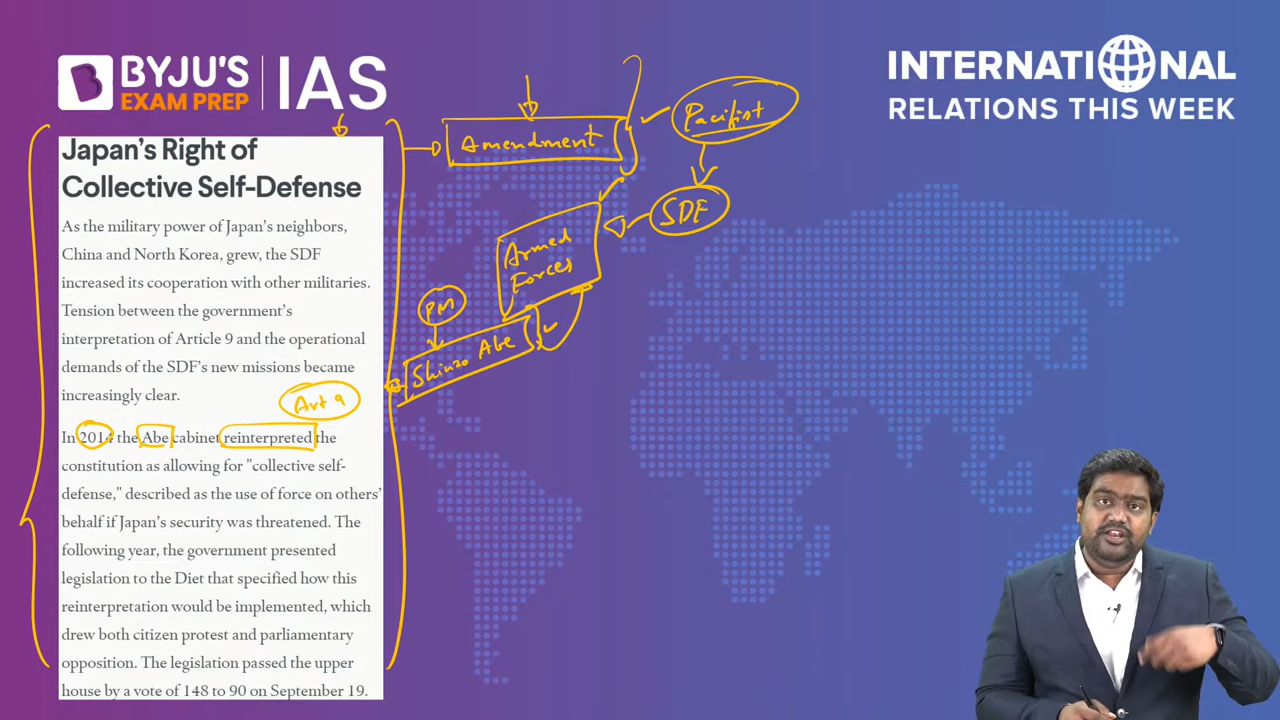 BYJU'S
EXAM PREP
IAS
INTERNATIONAL
RELATIONS THIS WEEK
Japan's Right of
Collective Self-Defense
As the military power of Japan's neighbors,
China and North Korea, grew, the SDF
increased its cooperation with other militaries.
Tension between the government's
interpretation of Article 9 and the operational
demands of the SDF's new missions became
increasingly clear.
Art 9
In 2014 the Abe cabinet reinterpreted the
constitution as allowing for "collective self-
defense," described as the use of force on others'
behalf if Japan's security was threatened. The
following year, the government presented
legislation to the Diet that specified how this
reinterpretation would be implemented, which
drew both citizen protest and parliamentary
opposition. The legislation passed the upper
house by a vote of 148 to 90 on September 19.
Amendment
Pacifist
SDF
Armed
Forces
PM
Shinzo Abe